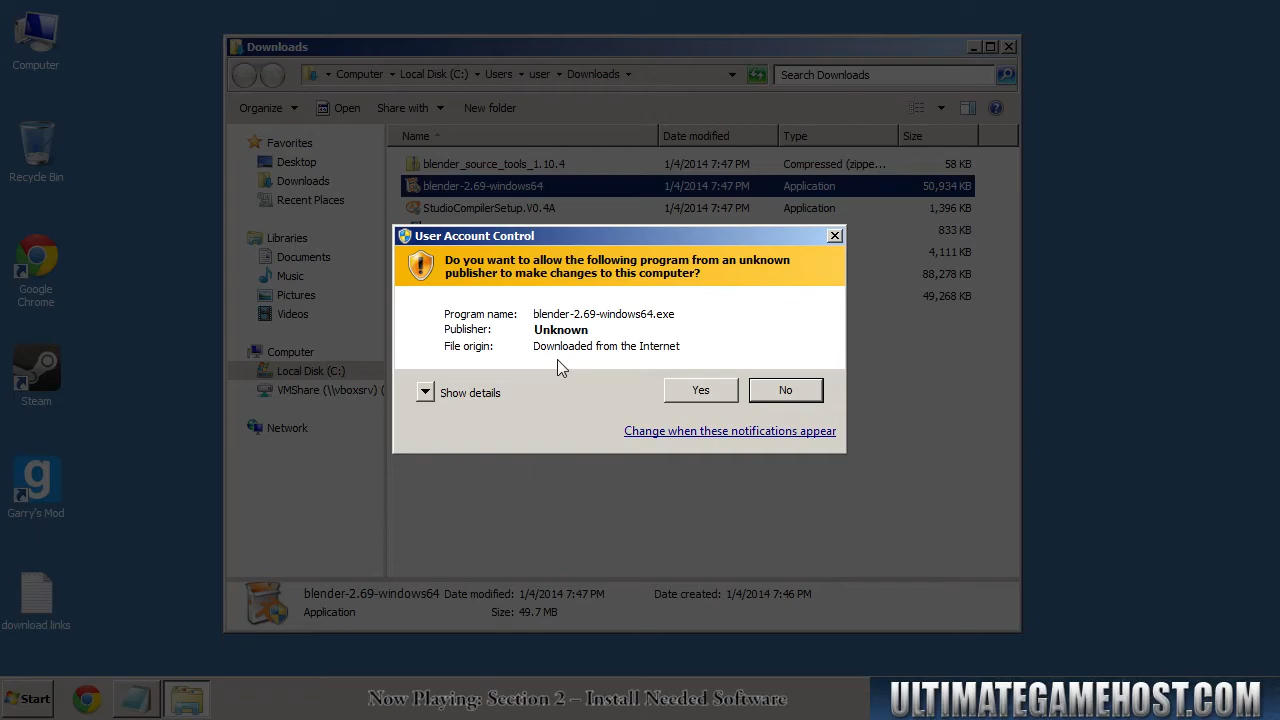 Computer
Recycle Bin
Google
Chrome
Steam
g
Garry's Mod
download links
Downloads
Computer Local Disk (C:) Users user Downloads
Search Downloads
Organize Open Share with New folder
Favorites
Desktop
Downloads
Recent Places
Libraries
Documents
Music
Pictures
Videos
Computer
Local Disk (C:)
VMShare (\\vboxsrv) (
Network
Name Date modified Type Size
blender_source_tools_1.10.4 1/4/2014 7:47 PM Compressed (zippe... 58 KB
blender-2.69-windows64 1/4/2014 7:47 PM Application 50,934 KB
StudioCompilerSetup.V0.4A 1/4/2014 7:47 PM Application 1,396 KB
833 KB
4,111 KB
88,278 KB
49,268 KB
User Account Control
Do you want to allow the following program from an unknown
publisher to make changes to this computer?
Program name: blender-2.69-windows64.exe
Publisher: Unknown
File origin: Downloaded from the Internet
Show details
Yes
No
Change when these notifications appear
blender-2.69-windows64 Date modified: 1/4/2014 7:47 PM Date created: 1/4/2014 7:46 PM
Application Size: 49.7 MB
Start
Now Playing: Section 2 – Install Needed Software
ULTIMATEGAMEHOST.COM